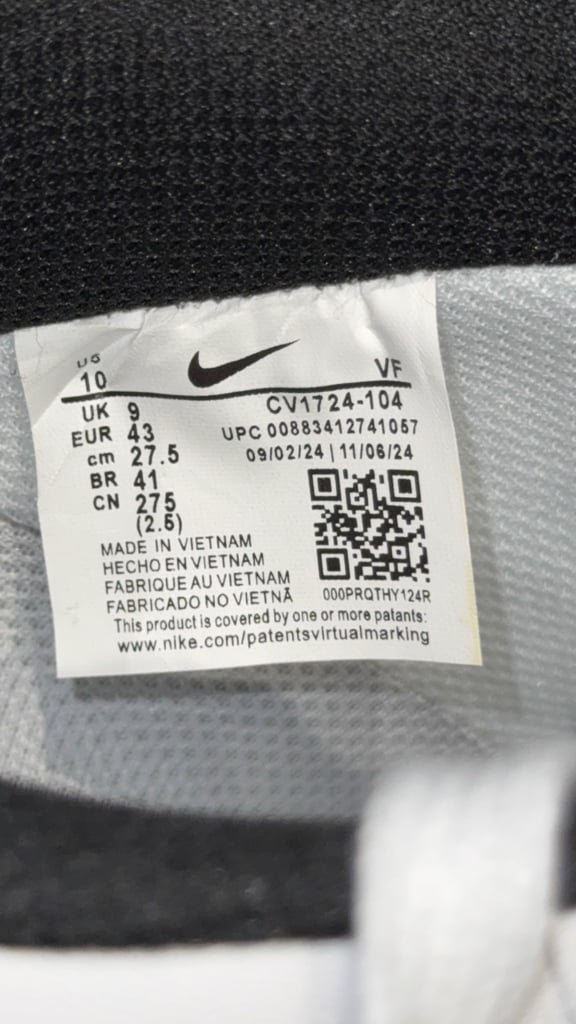 US
10
VF
UK 9
EUR 43
cm 27.5
BR 41
CN 275
(2.5)
CV1724-104
UPC 00883412741057
09/02/24 | 11/06/24
MADE IN VIETNAM
HECHO EN VIETNAM
FABRIQUE AU VIETNAM
FABRICADO NO VIETNÃ
000PRQTHY124R
This product is covered by one or more patents:
www.nike.com/patentsvirtualmarking